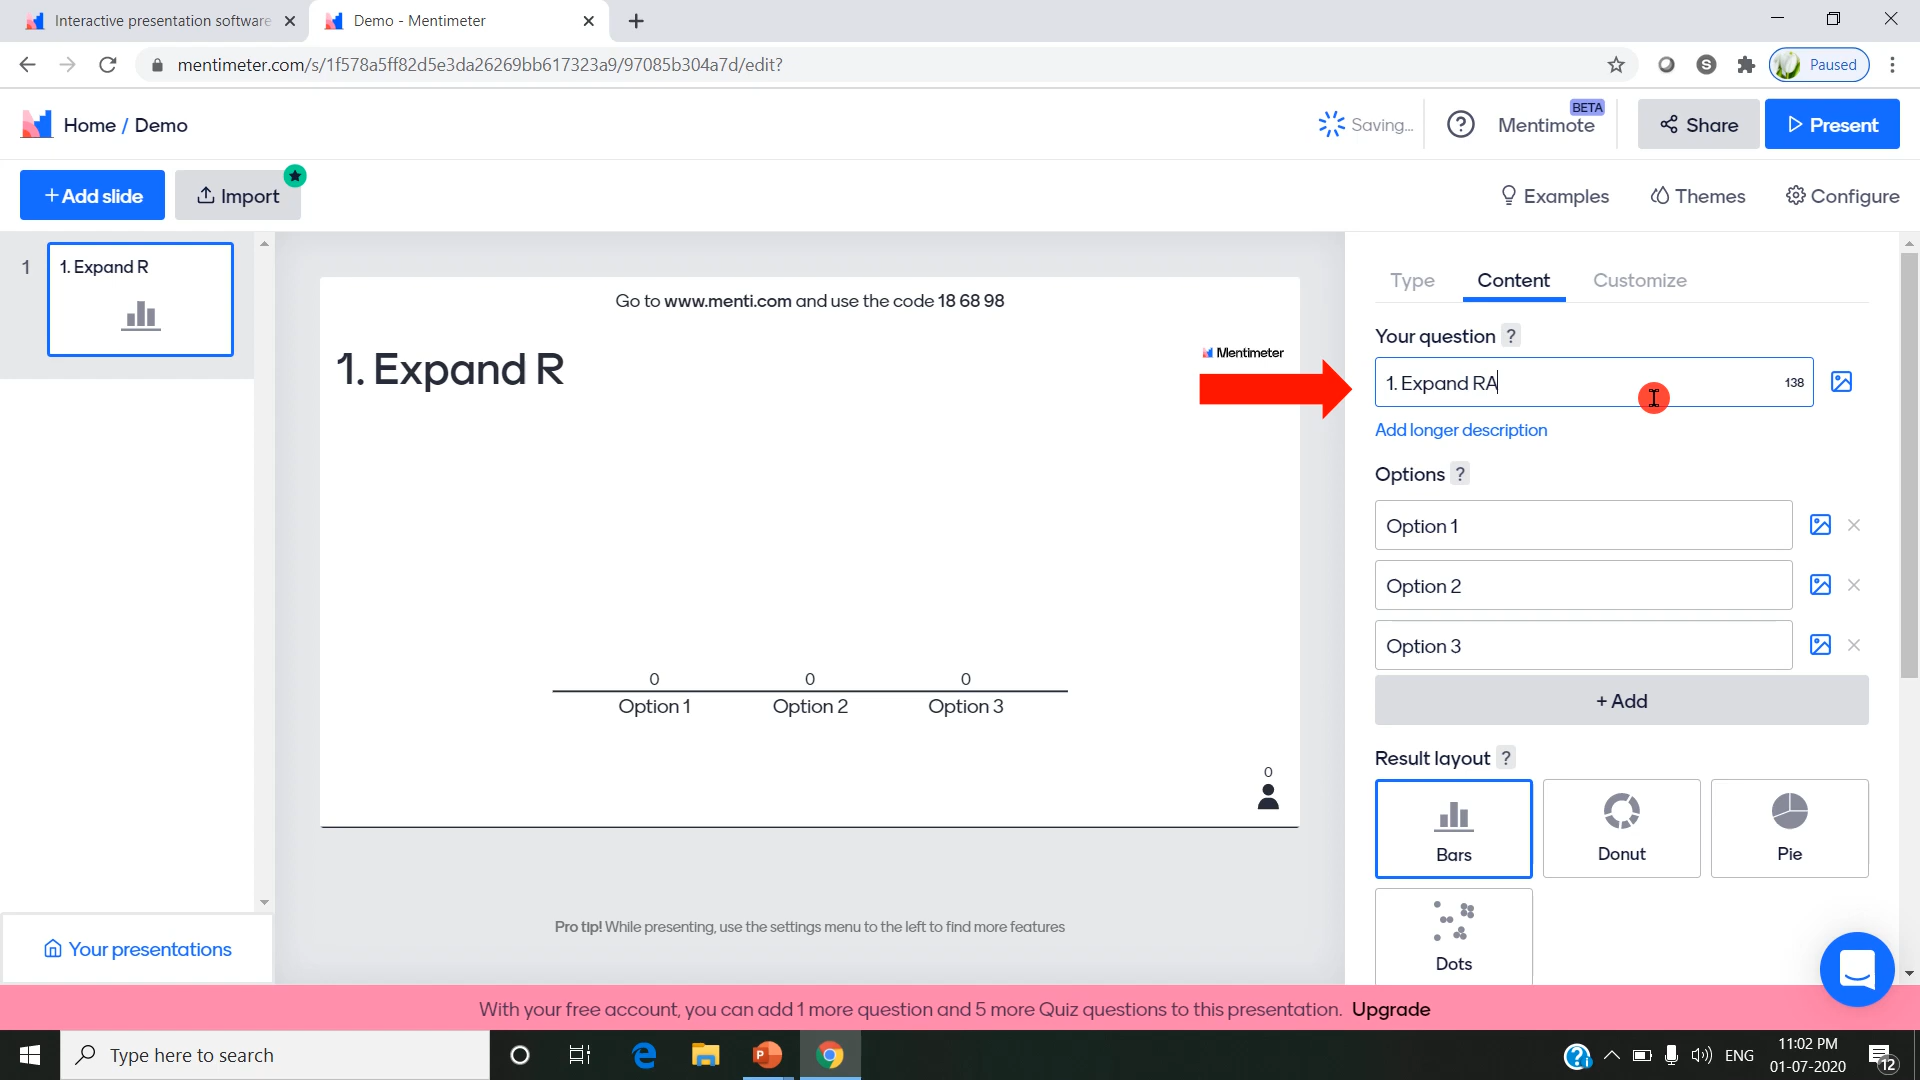 Interactive presentation software
Demo - Mentimeter
mentimeter.com/s/1f578a5ff82d5e3da26269bb617323a9/97085b304a7d/edit?
S
Paused
Home / Demo
Saving...
?
Mentimote
BETA
Share
Present
+ Add slide
Import
Examples
Themes
Configure
1
1. Expand R
Go to www.menti.com and use the code 18 68 98
Mentimeter
1. Expand R
0
0
0
Option 1
Option 2
Option 3
0
Pro tip! While presenting, use the settings menu to the left to find more features
Type
Content
Customize
Your question ?
1. Expand RA
138
Add longer description
Options ?
Option 1
Option 2
Option 3
+ Add
Result layout ?
Bars
Donut
Pie
Dots
Your presentations
With your free account, you can add 1 more question and 5 more Quiz questions to this presentation. Upgrade
Type here to search
P
?
ENG
11:02 PM
01-07-2020
12